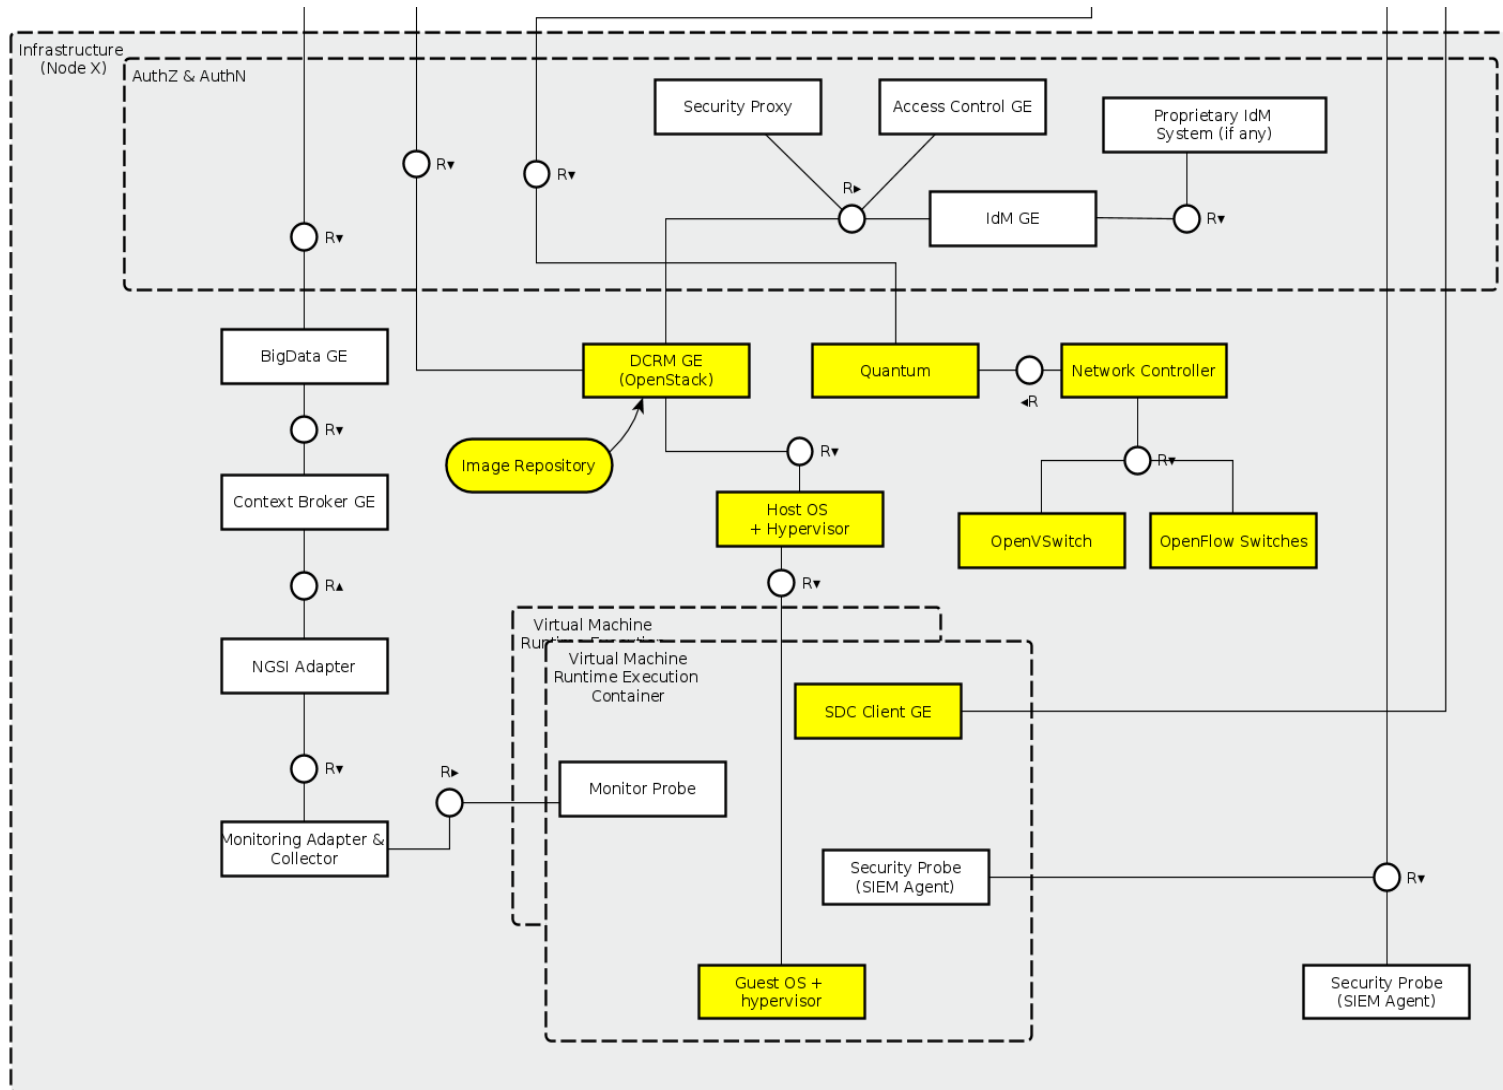 Infrastructure
(Node X)
AuthZ & AuthN
Security Proxy
Access Control GE
Proprietary IdM
System (if any)
R▾
R▾
R▸
IdM GE
R▾
R▾
BigData GE
DCRM GE
(OpenStack)
Quantum
Network Controller
◂R
R▾
Image Repository
R▾
R▾
Context Broker GE
Host OS
+ Hypervisor
OpenVSwitch
OpenFlow Switches
R▴
R▾
Virtual Machine
Runtime Execution
Virtual Machine
Runtime Execution
Container
NGSI Adapter
SDC Client GE
R▾
R▸
Monitor Probe
Monitoring Adapter &
Collector
Security Probe
(SIEM Agent)
R▾
Guest OS +
hypervisor
Security Probe
(SIEM Agent)